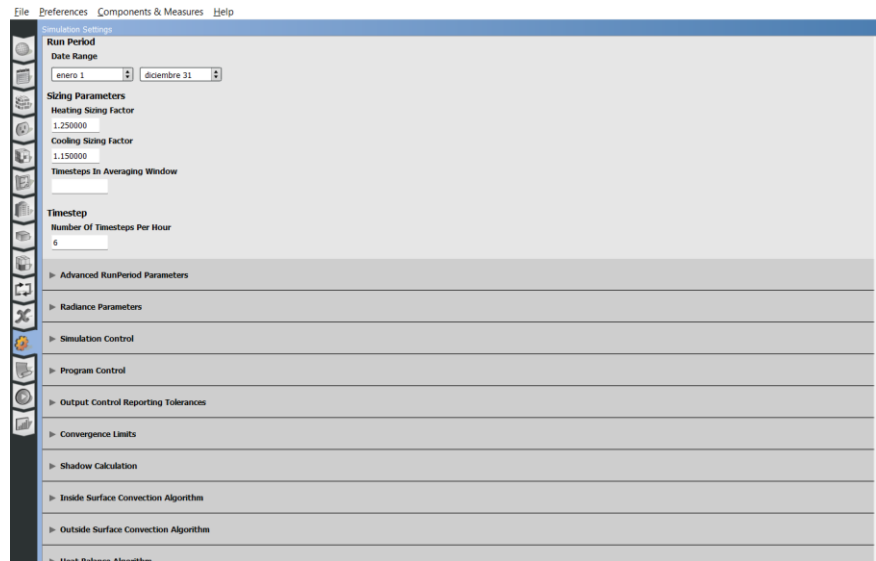 File Preferences Components & Measures Help
Simulation Settings
Run Period
Date Range
enero 1 diciembre 31
Sizing Parameters
Heating Sizing Factor
1.250000
Cooling Sizing Factor
1.150000
Timesteps In Averaging Window
Timestep
Number Of Timesteps Per Hour
6
Advanced RunPeriod Parameters
Radiance Parameters
Simulation Control
Program Control
Output Control Reporting Tolerances
Convergence Limits
Shadow Calculation
Inside Surface Convection Algorithm
Outside Surface Convection Algorithm
Heat Balance Algorithm